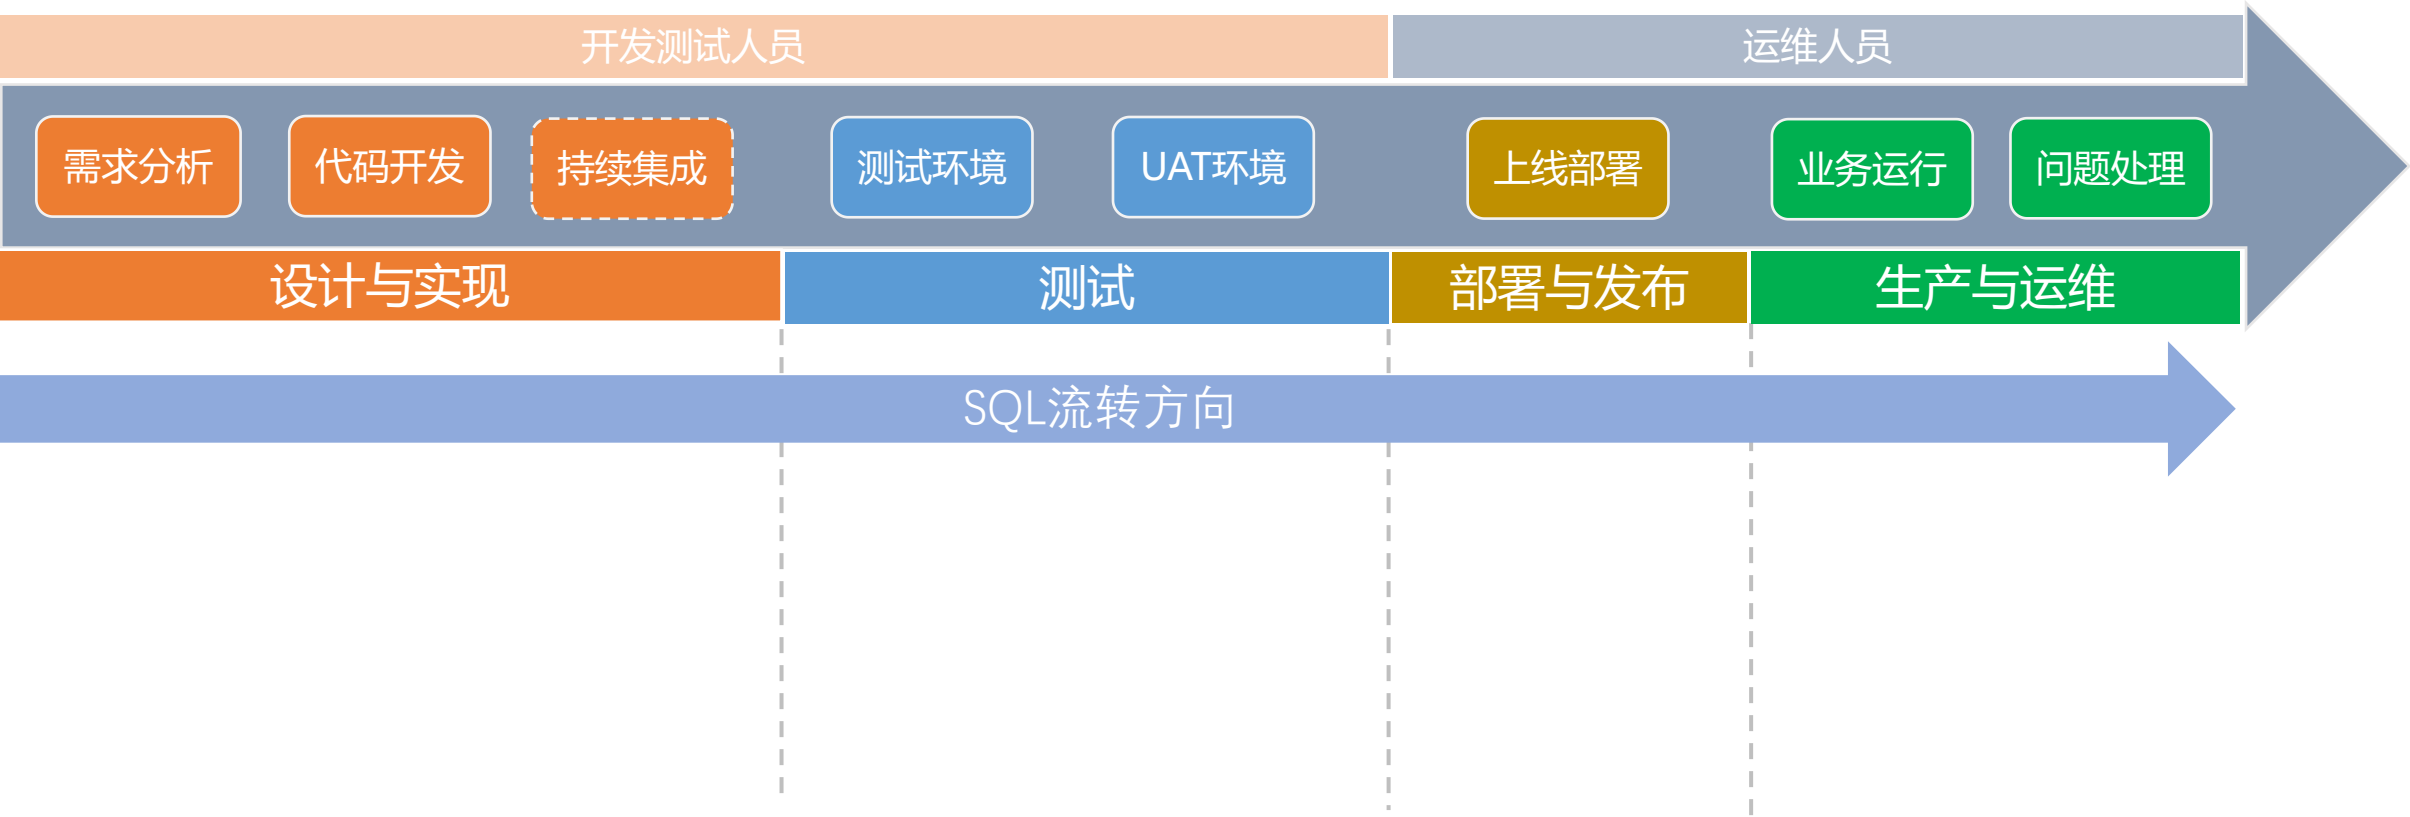 开发测试人员
运维人员
需求分析
代码开发
持续集成
测试环境
UAT环境
上线部署
业务运行
问题处理
设计与实现
测试
部署与发布
生产与运维
SQL流转方向